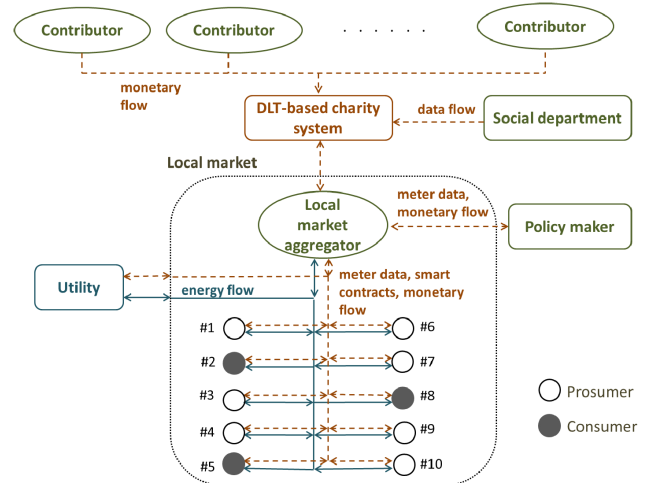 Contributor
Contributor
. . . . . .
Contributor
monetary
flow
DLT-based charity
system
data flow
Social department
Local market
Local
market
aggregator
meter data,
monetary flow
Policy maker
Utility
energy flow
meter data, smart
contracts, monetary
flow
#1
#6
#2
#7
#3
#8
#4
#9
#5
#10
Prosumer
Consumer